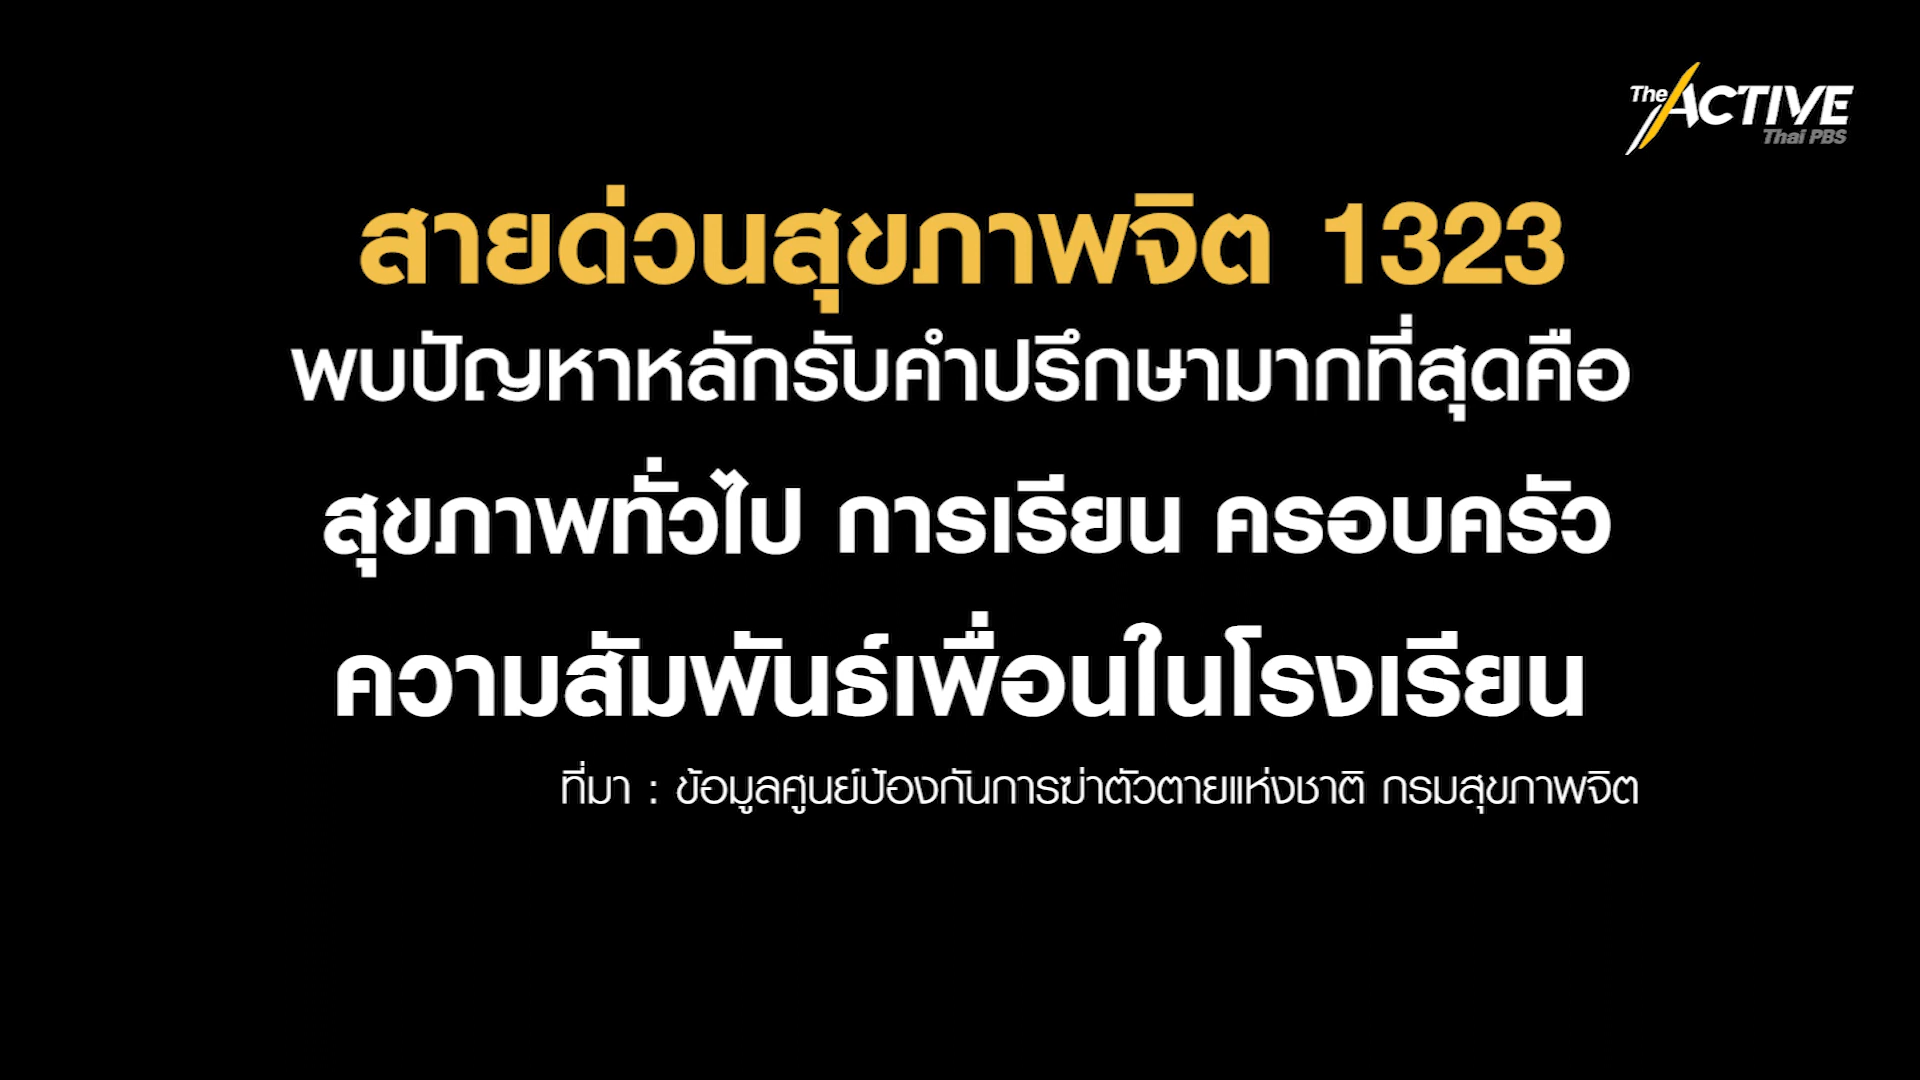 The ACTIVE
Thai PBS
สายด่วนสุขภาพจิต 1323
พบปัญหาหลักรับคำปรึกษามากที่สุดคือ
สุขภาพทั่วไป การเรียน ครอบครัว
ความสัมพันธ์เพื่อนในโรงเรียน
ที่มา : ข้อมูลศูนย์ป้องกันการฆ่าตัวตายแห่งชาติ กรมสุขภาพจิต